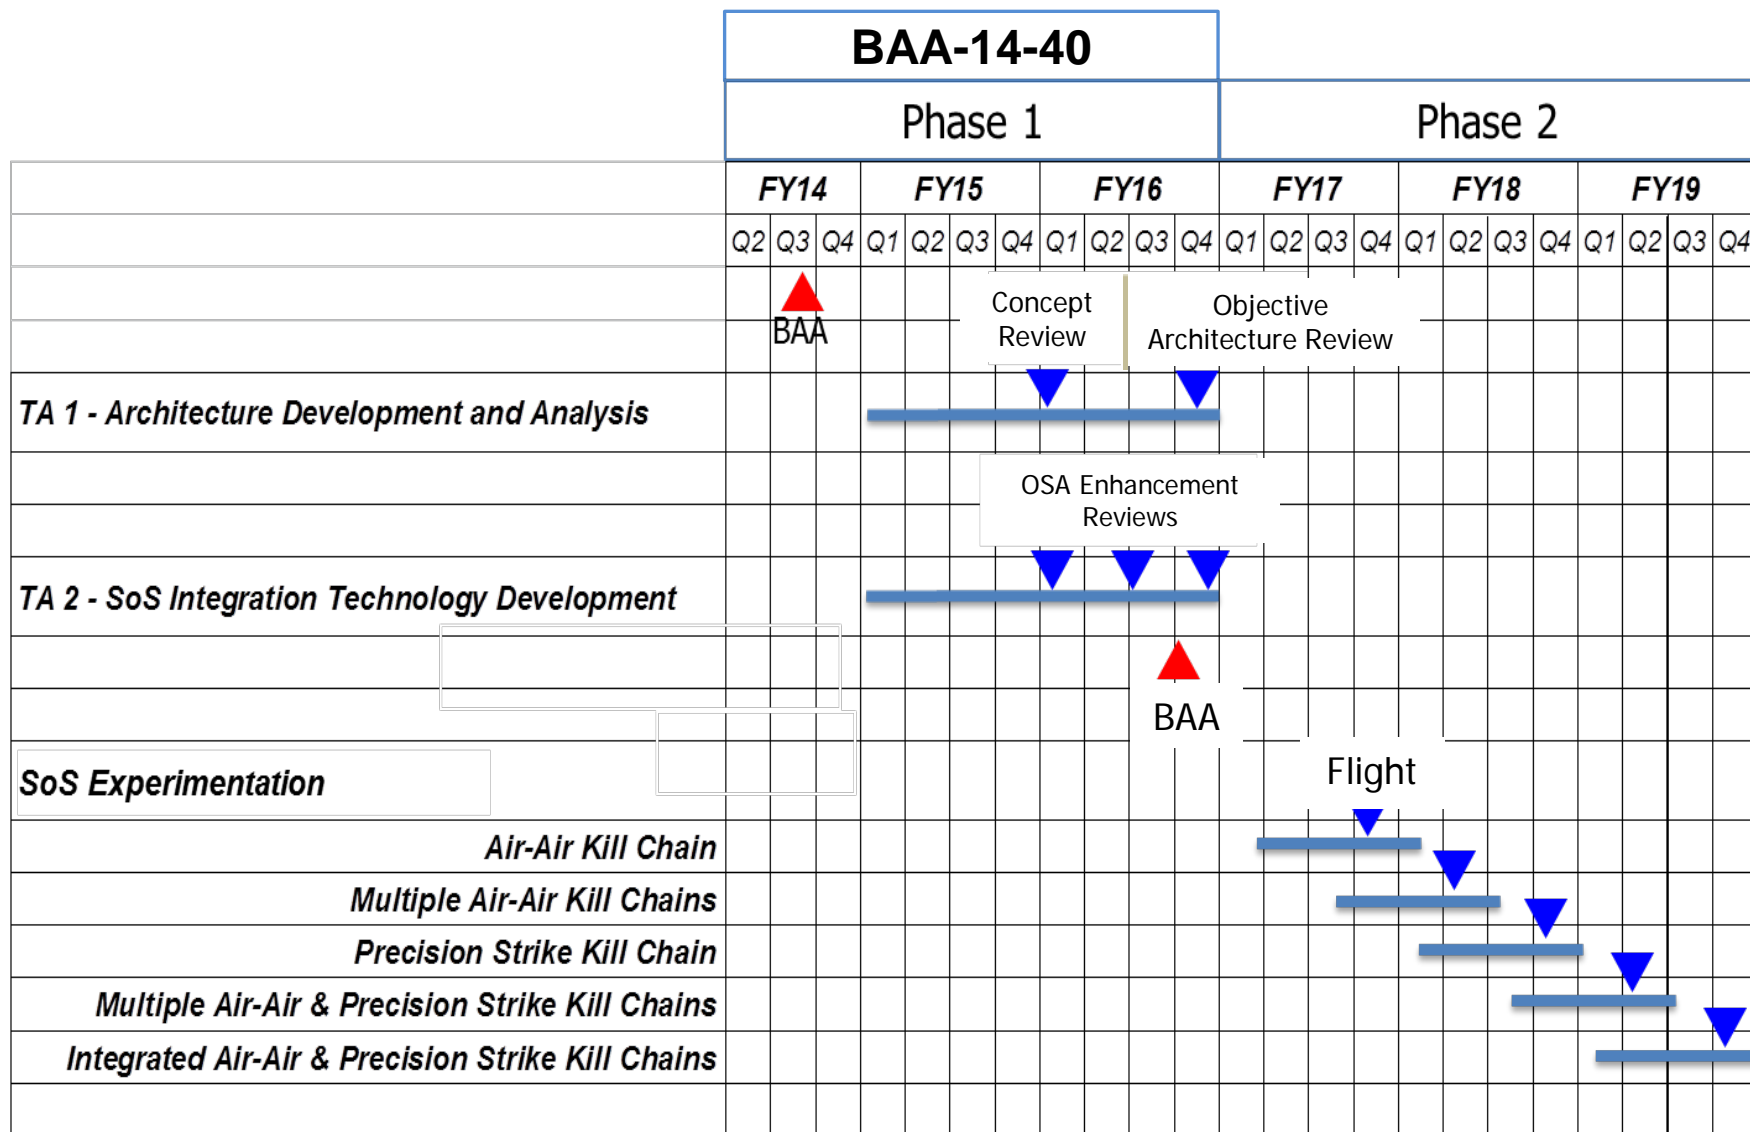 BAA-14-40
Phase 1 Phase 2
FY14 FY15 FY16 FY17 FY18 FY19
Q2 Q3 Q4 Q1 Q2 Q3 Q4 Q1 Q2 Q3 Q4 Q1 Q2 Q3 Q4 Q1 Q2 Q3 Q4 Q1 Q2 Q3 Q4
BAA
Concept
Review
Objective
Architecture Review
TA 1 - Architecture Development and Analysis
OSA Enhancement
Reviews
TA 2 - SoS Integration Technology Development
BAA
SoS Experimentation
Flight
Air-Air Kill Chain
Multiple Air-Air Kill Chains
Precision Strike Kill Chain
Multiple Air-Air & Precision Strike Kill Chains
Integrated Air-Air & Precision Strike Kill Chains